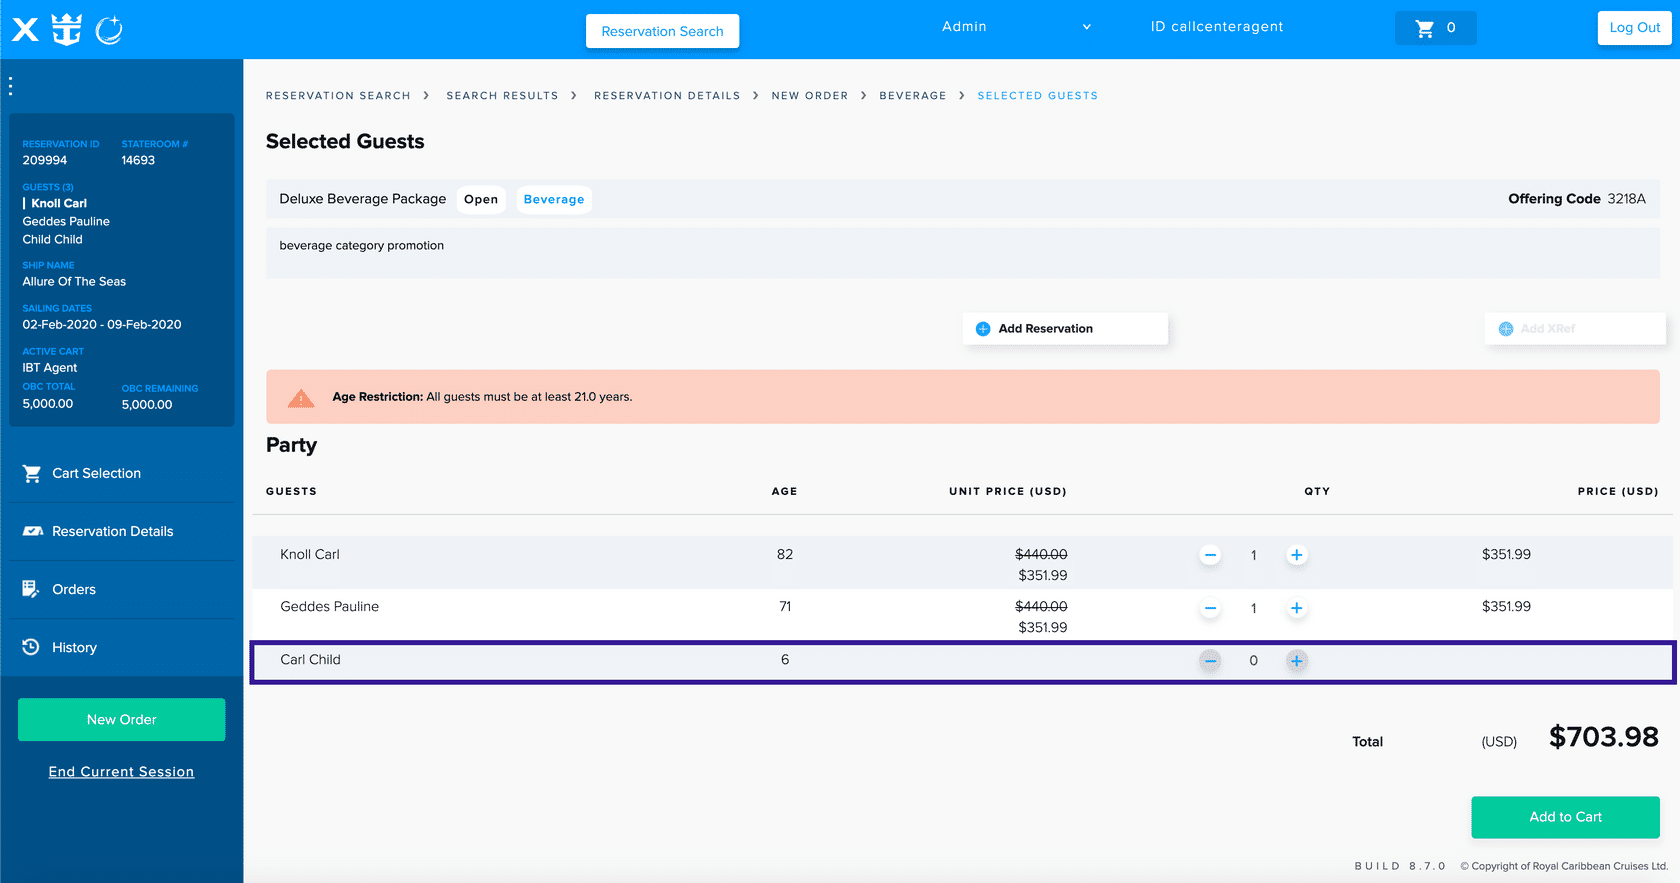 Reservation Search
Admin
ID callcenteragent
0
Log Out
RESERVATION ID STATEROOM #
209994 14693
GUESTS (3)
| Knoll Carl
Geddes Pauline
Child Child
SHIP NAME
Allure Of The Seas
SAILING DATES
02-Feb-2020 - 09-Feb-2020
ACTIVE CART
IBT Agent
OBC TOTAL OBC REMAINING
5,000.00 5,000.00
Cart Selection
Reservation Details
Orders
History
New Order
End Current Session
RESERVATION SEARCH > SEARCH RESULTS > RESERVATION DETAILS > NEW ORDER > BEVERAGE > SELECTED GUESTS
Selected Guests
Deluxe Beverage Package Open Beverage Offering Code 3218A
beverage category promotion
Add Reservation Add XRef
Age Restriction: All guests must be at least 21.0 years.
Party
GUESTS AGE UNIT PRICE (USD) QTY PRICE (USD)
Knoll Carl 82 $440.00 1 $351.99
$351.99
Geddes Pauline 71 $440.00 1 $351.99
$351.99
Carl Child 6 0
Total (USD) $703.98
Add to Cart
BUILD 8.7.0 © Copyright of Royal Caribbean Cruises Ltd.